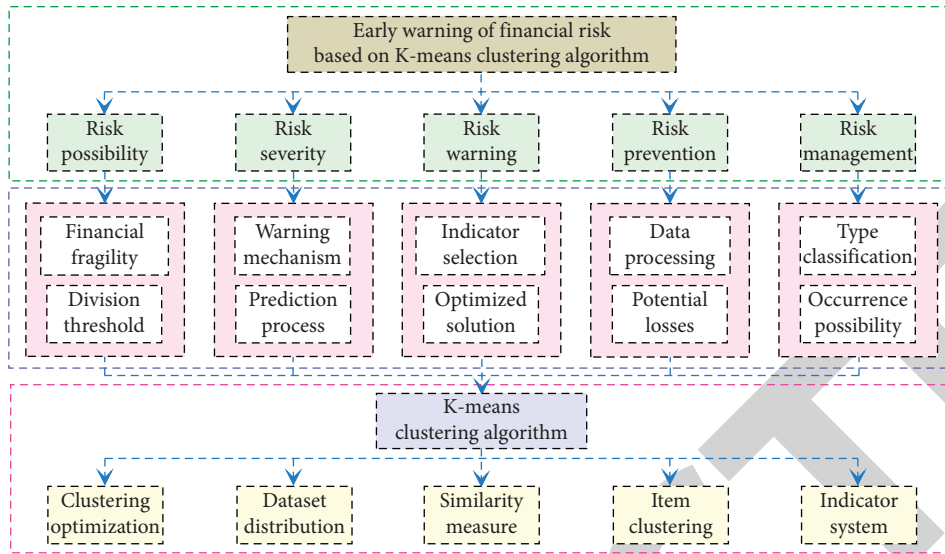 Early warning of financial risk
based on K-means clustering algorithm
Risk
possibility
Risk
severity
Risk
warning
Risk
prevention
Risk
management
Financial
fragility
Division
threshold
Warning
mechanism
Prediction
process
Indicator
selection
Optimized
solution
Data
processing
Potential
losses
Type
classification
Occurrence
possibility
K-means
clustering algorithm
Clustering
optimization
Dataset
distribution
Similarity
measure
Item
clustering
Indicator
system